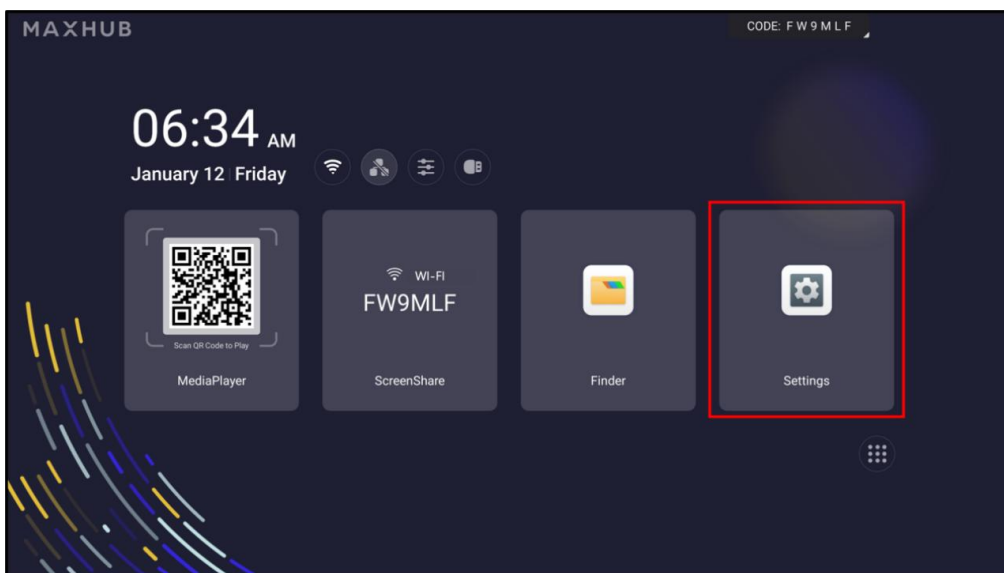 MAXHUB
CODE: F W 9 M L F
06:34 AM
January 12 Friday
Scan QR Code to Play
MediaPlayer
WI-FI
FW9MLF
ScreenShare
Finder
Settings